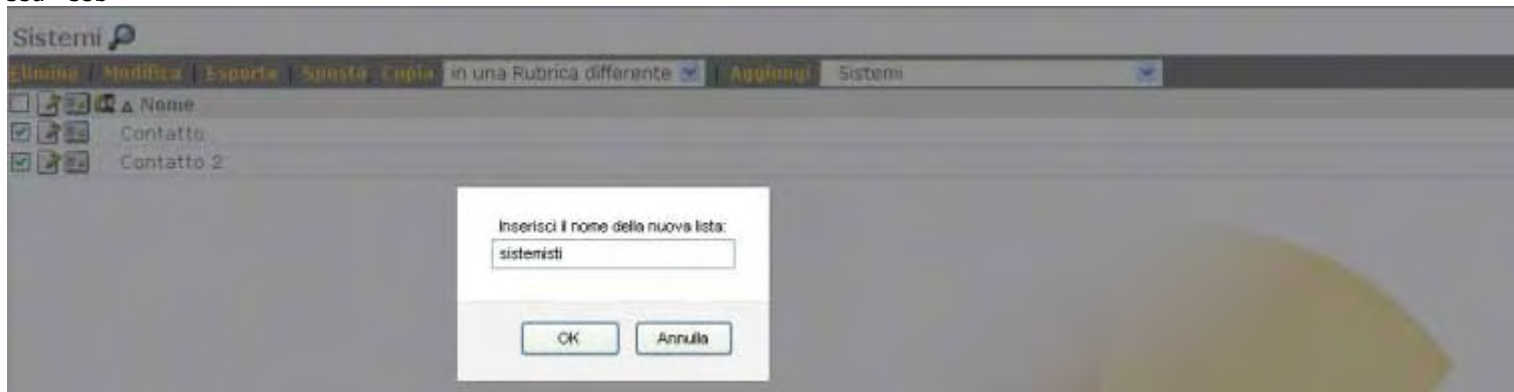 Sistemi
Elimina | Modifica | Esporta | Sposta Copia in una Rubrica differente | Aggiungi Sistemi
Nome
Contatto
Contatto 2
Inserisci il nome della nuova lista:
sistemisti
OK Annulla